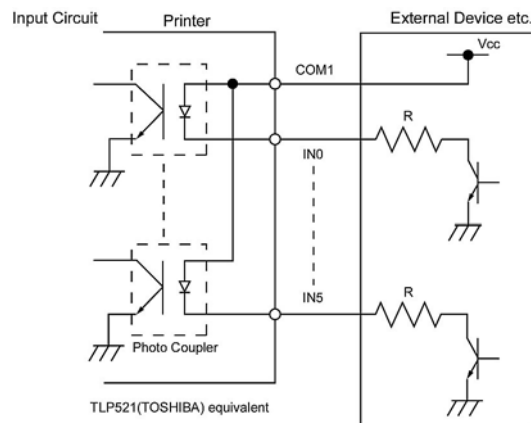 Input Circuit
Printer
External Device etc.
Vcc
COM1
R
IN0
R
IN5
Photo Coupler
TLP521(TOSHIBA) equivalent